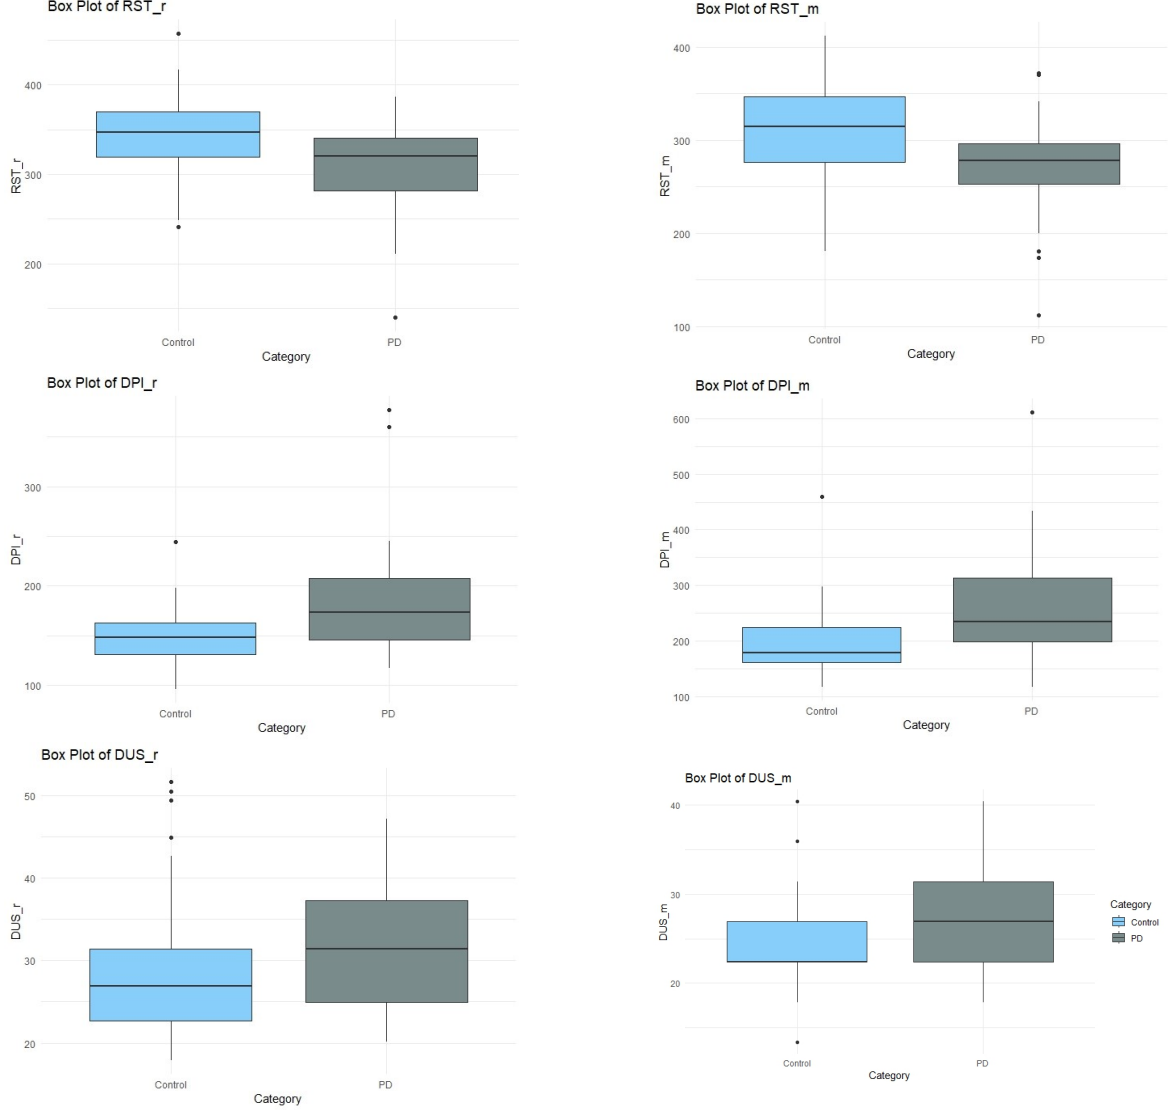 Box Plot of RST_r
400
300
200
RST_r
Control
PD
Category
Box Plot of RST_m
400
300
200
100
RST_m
Control
PD
Category
Box Plot of DPI_r
300
200
100
DPI_r
Control
PD
Category
Box Plot of DPI_m
600
500
400
300
200
100
DPI_m
Control
PD
Category
Box Plot of DUS_r
50
40
30
20
DUS_r
Control
PD
Category
Box Plot of DUS_m
40
30
20
DUS_m
Control
PD
Category
Category
Control
PD